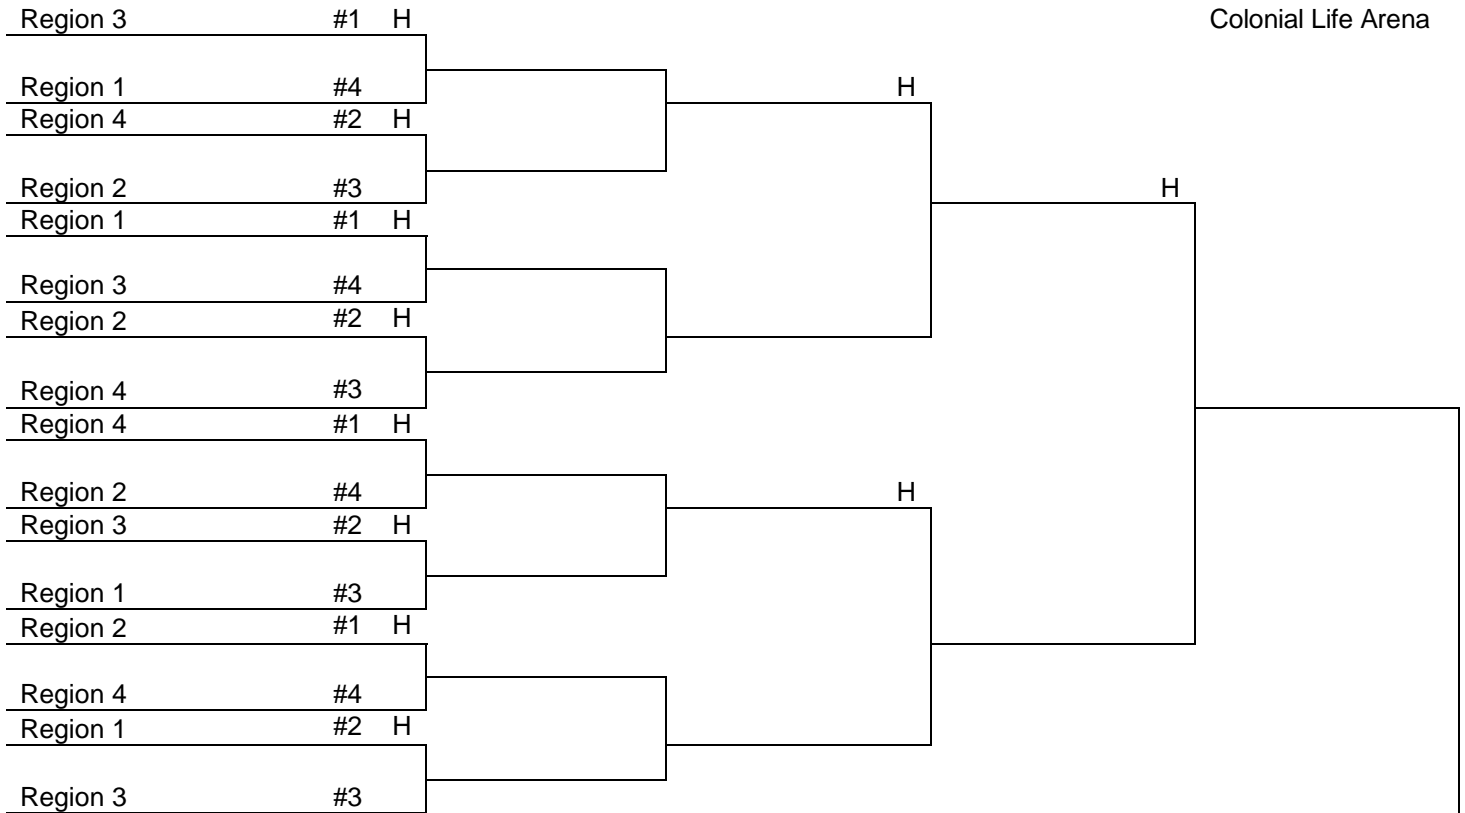 Region 3 #1 H Colonial Life Arena
Region 1 #4 H
Region 4 #2 H
Region 2 #3 H
Region 1 #1 H
Region 3 #4
Region 2 #2 H
Region 4 #3
Region 4 #1 H
Region 2 #4 H
Region 3 #2 H
Region 1 #3
Region 2 #1 H
Region 4 #4
Region 1 #2 H
Region 3 #3